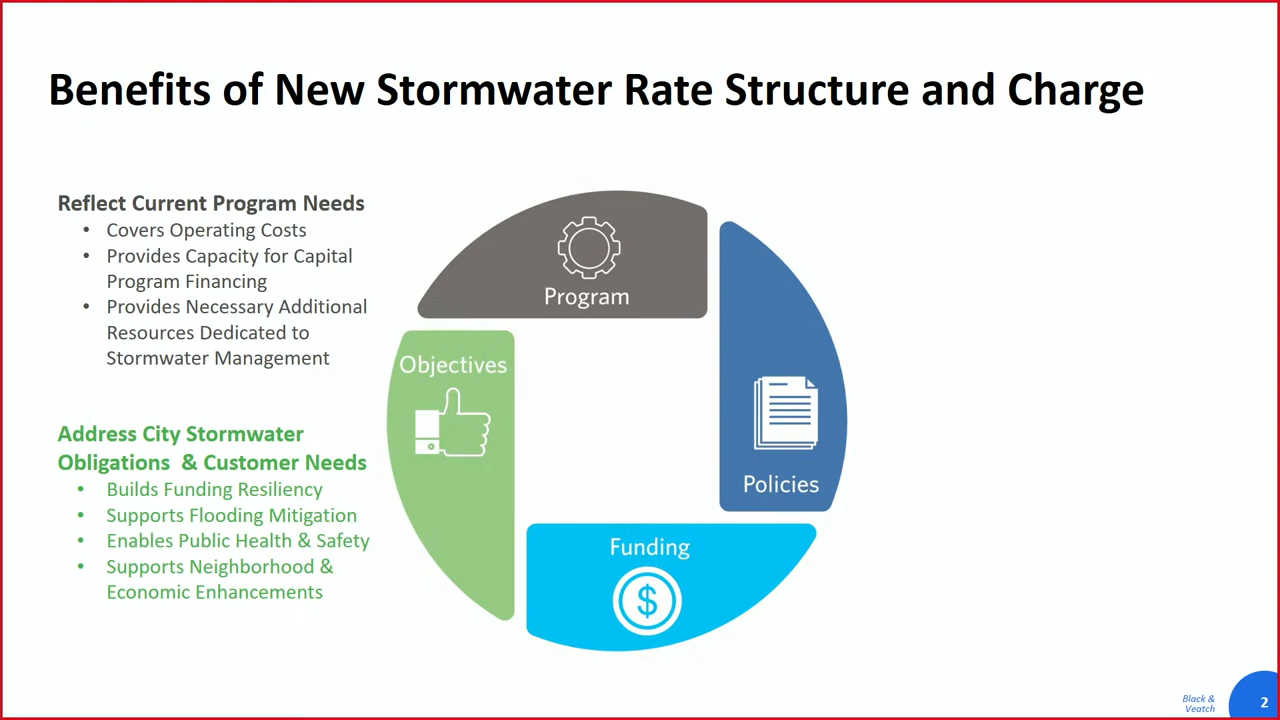 Benefits of New Stormwater Rate Structure and Charge
Reflect Current Program Needs
• Covers Operating Costs
• Provides Capacity for Capital
Program Financing
• Provides Necessary Additional
Resources Dedicated to
Stormwater Management
Address City Stormwater
Obligations & Customer Needs
• Builds Funding Resiliency
• Supports Flooding Mitigation
• Enables Public Health & Safety
• Supports Neighborhood &
Economic Enhancements
Program
Objectives
Policies
Funding
$
Black &
Veatch
2